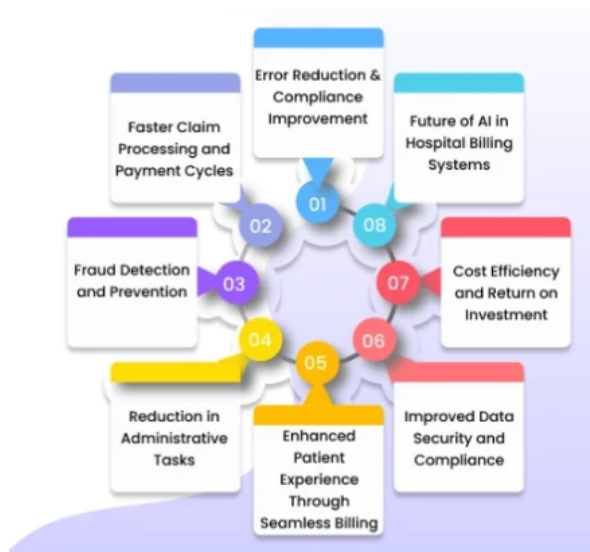 Error Reduction &
Compliance
Improvement
01
Faster Claim
Processing and
Payment Cycles
02
Fraud Detection
and Prevention
03
Reduction in
Administrative
Tasks
04
Enhanced
Patient
Experience
Through
Seamless Billing
05
Improved Data
Security and
Compliance
06
Cost Efficiency
and Return on
Investment
07
Future of AI in
Hospital Billing
Systems
08